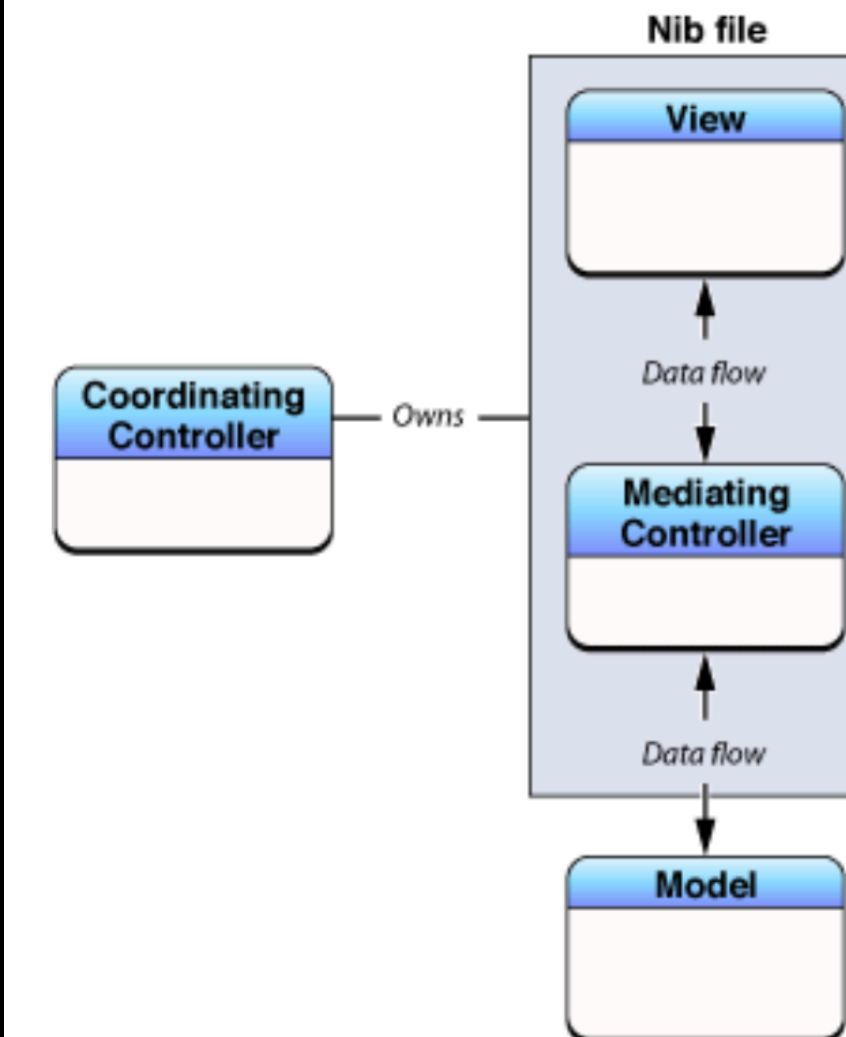 Nib file
View
Data flow
Coordinating
Controller
Owns
Mediating
Controller
Data flow
Model